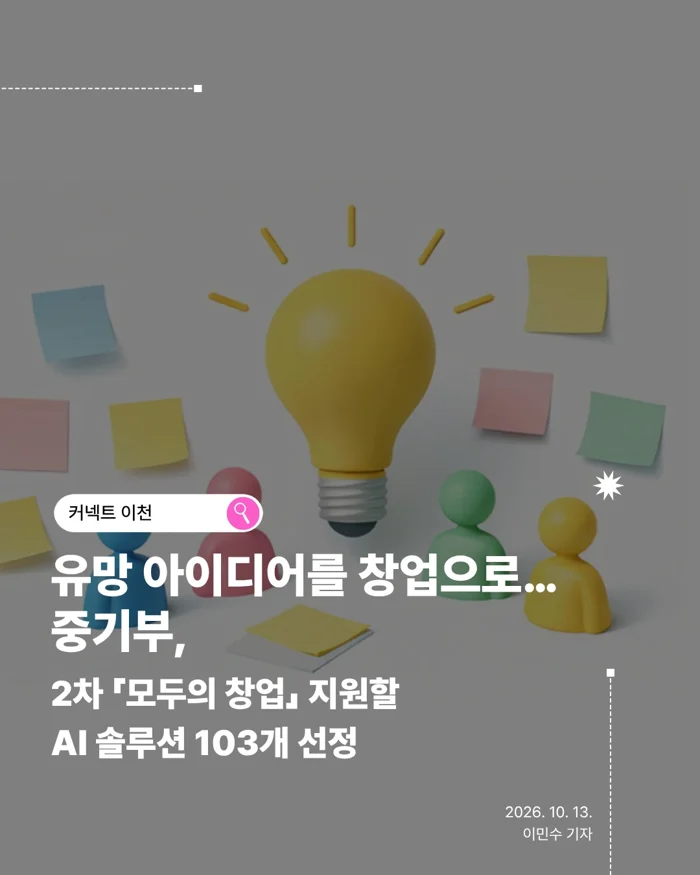 커넥트 이천
유망 아이디어를 창업으로...
중기부,
2차 「모두의 창업」 지원할
AI 솔루션 103개 선정
2026. 10. 13.
이민수 기자